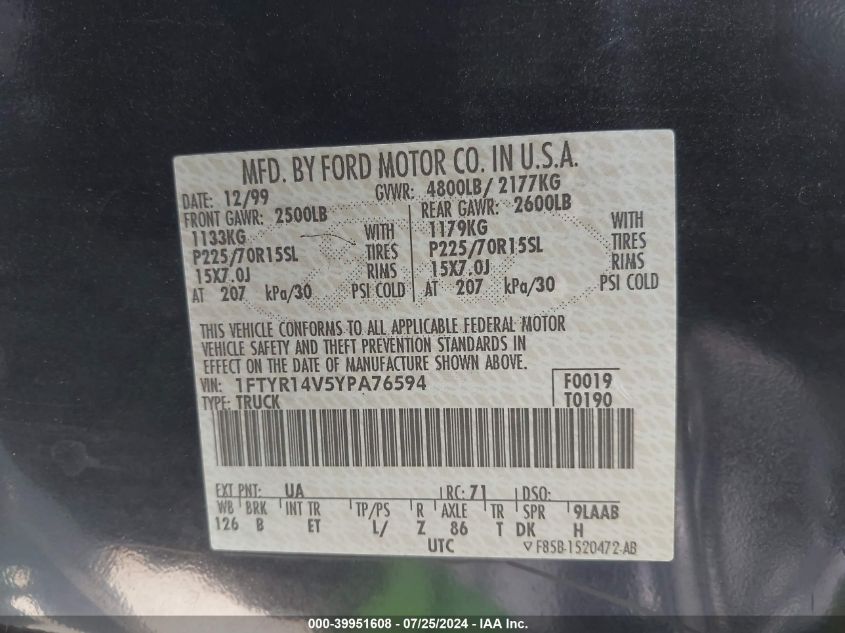 MFD. BY FORD MOTOR CO. IN U.S.A.
DATE: 12/99 GVWR: 4800LB/ 2177KG
FRONT GAWR: 2500LB REAR GAWR: 2600LB
1133KG WITH 1179KG WITH
P225/70R15SL TIRES P225/70R15SL TIRES
15X7.0J RIMS 15X7.0J RIMS
AT 207 kPa/30 PSI COLD AT 207 kPa/30 PSI COLD
THIS VEHICLE CONFORMS TO ALL APPLICABLE FEDERAL MOTOR
VEHICLE SAFETY AND THEFT PREVENTION STANDARDS IN
EFFECT ON THE DATE OF MANUFACTURE SHOWN ABOVE.
VIN: 1FTYR14V5YPA76594 F0019
TYPE: TRUCK T0190
EXT PNT: UA RC: 71 DSO:
WB BRK INT TR TP/PS R AXLE TR SPR 9LAAB
126 B ET L/ Z 86 T DK H
UTC ▽ F85B-1520472-AB
000-39951608 - 07/25/2024 - IAA Inc.